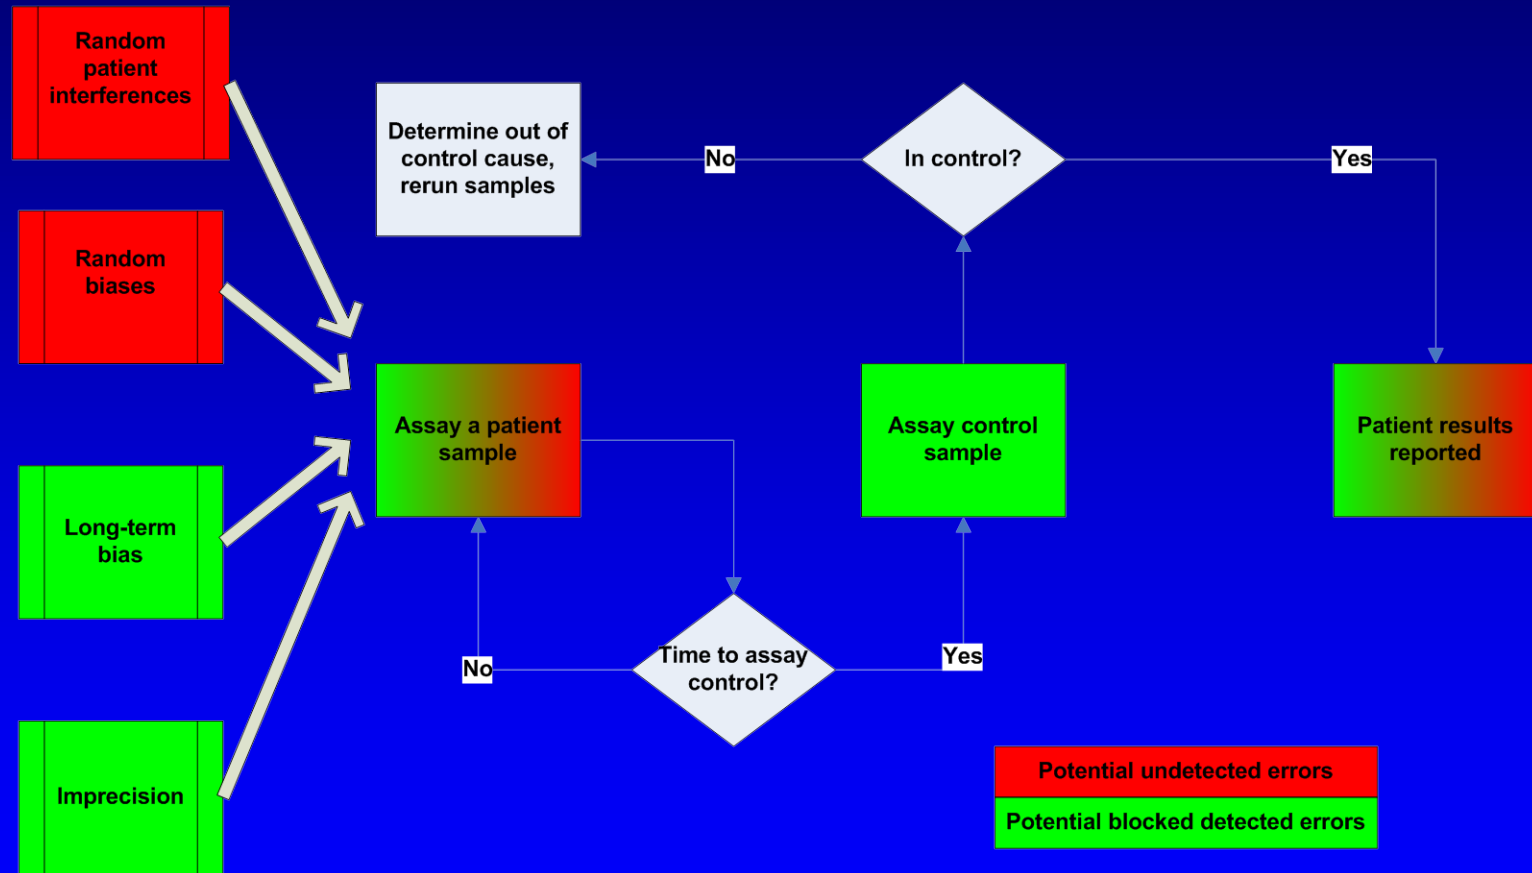 Random
patient
interferences
Determine out of
control cause,
rerun samples
No
In control?
Yes
Random
biases
Assay a patient
sample
Assay control
sample
Patient results
reported
Long-term
bias
No
Time to assay
control?
Yes
Imprecision
Potential undetected errors
Potential blocked detected errors